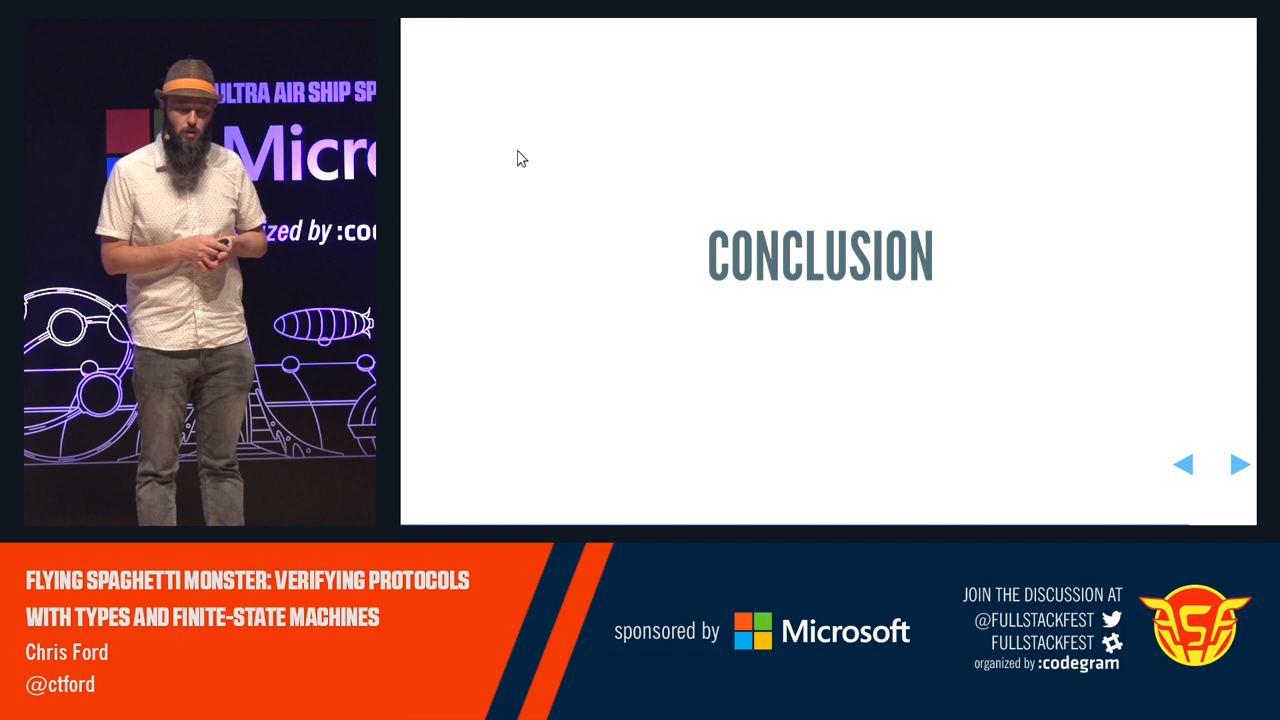 ULTRA AIR SHIP SP
Micro
ized by :co
CONCLUSION
FLYING SPAGHETTI MONSTER: VERIFYING PROTOCOLS
WITH TYPES AND FINITE-STATE MACHINES
Chris Ford
@ctford
sponsored by Microsoft
JOIN THE DISCUSSION AT
@FULLSTACKFEST
FULLSTACKFEST
organized by :codegram
FSF